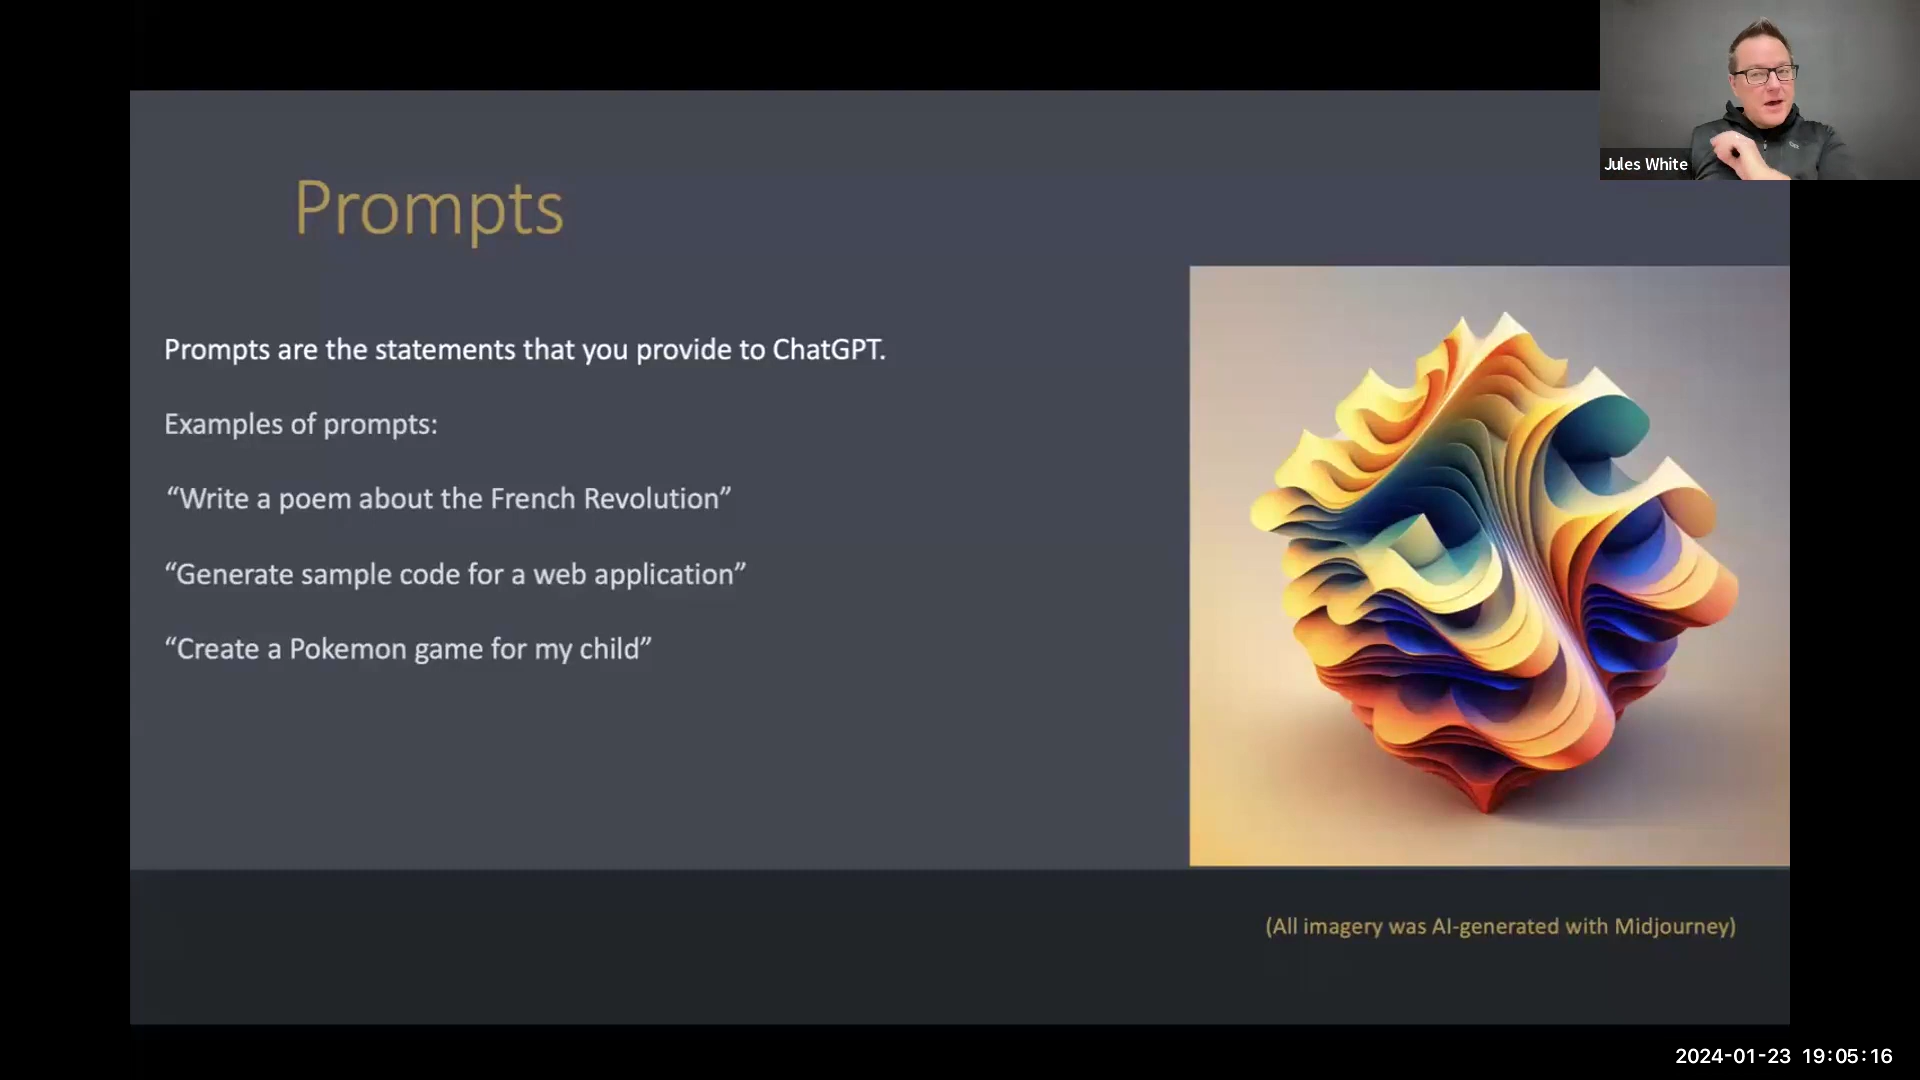 Jules White
Prompts
Prompts are the statements that you provide to ChatGPT.
Examples of prompts:
“Write a poem about the French Revolution”
“Generate sample code for a web application”
“Create a Pokemon game for my child”
(All imagery was AI-generated with Midjourney)
2024-01-23 19:05:16